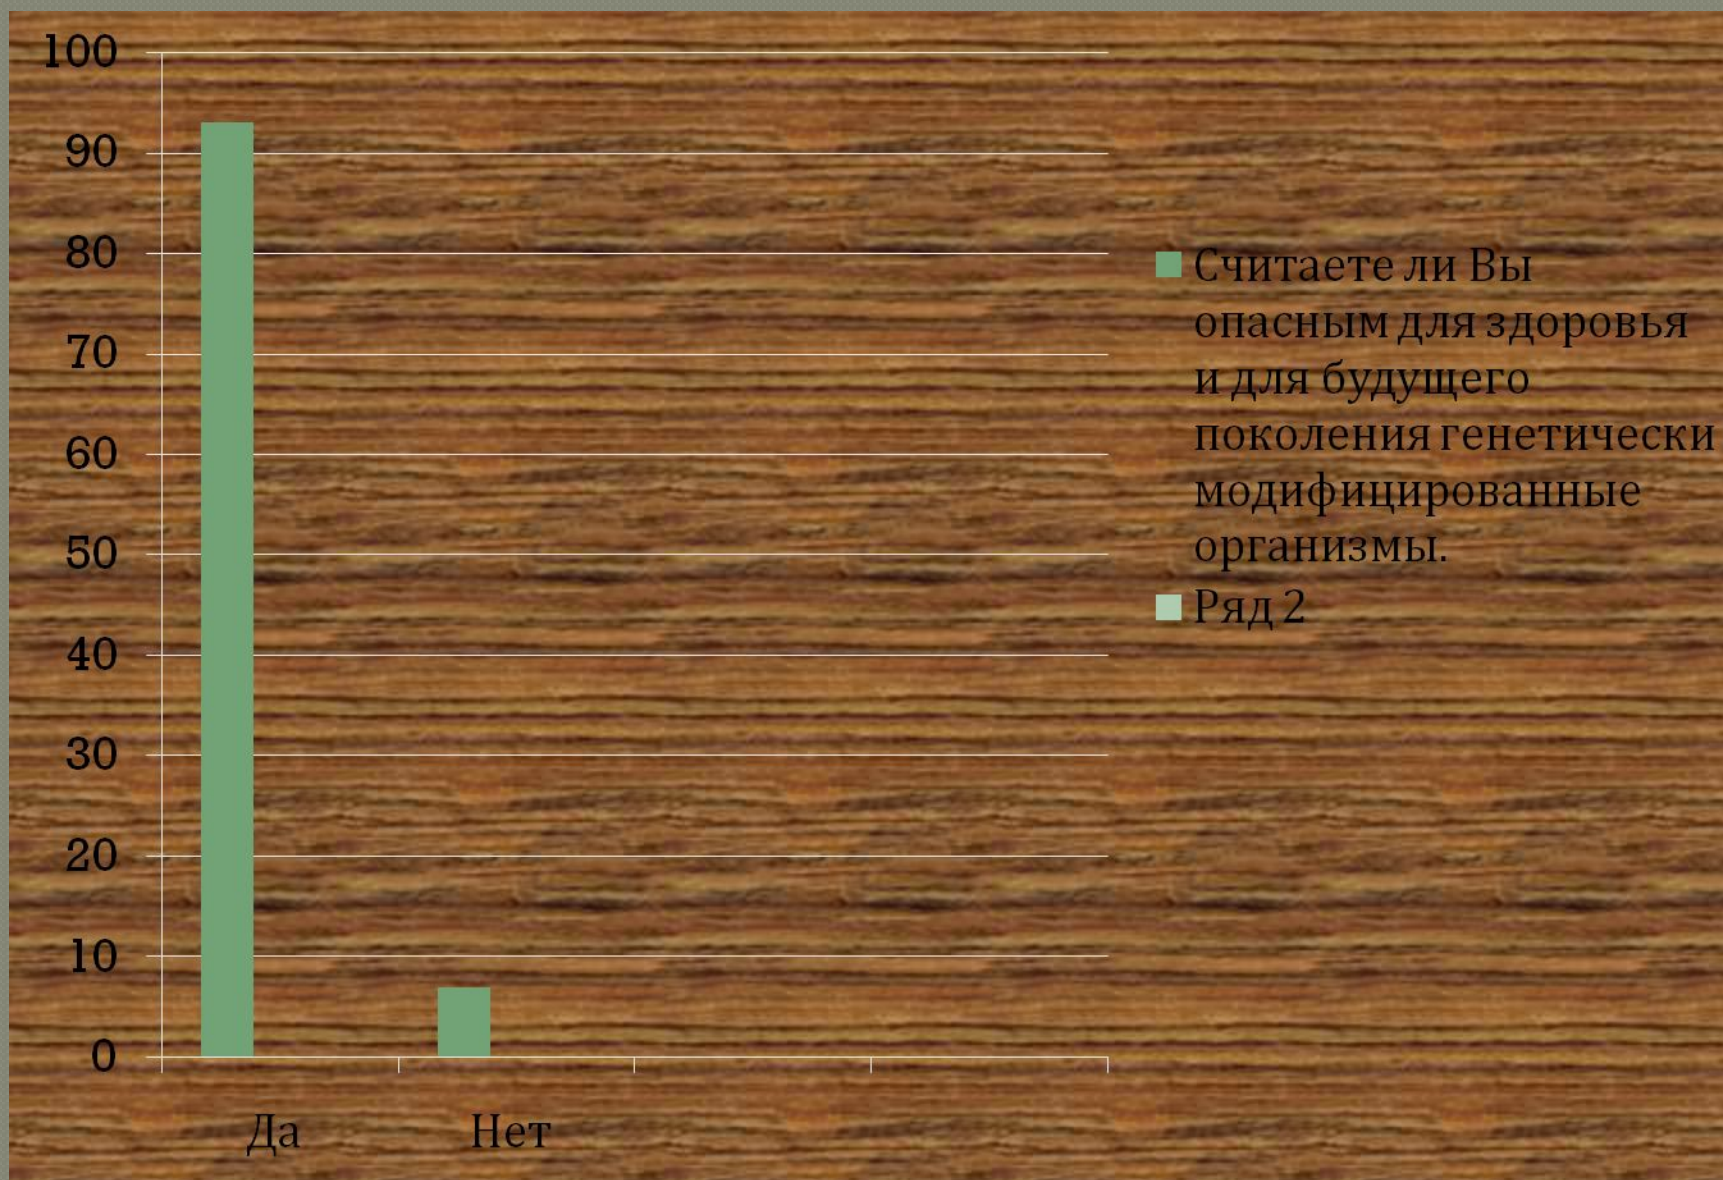 100
90
80
70
60
50
40
30
20
10
0
Да
Нет
Считаете ли Вы
опасным для здоровья
и для будущего
поколения генетически
модифицированные
организмы.
Ряд 2